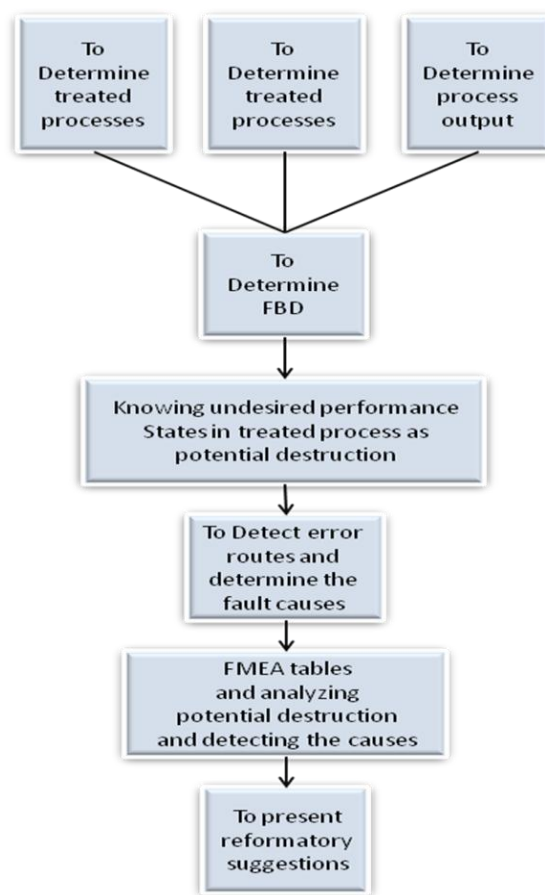 To
Determine
treated
processes
To
Determine
treated
processes
To
Determine
process
output
To
Determine
FBD
Knowing undesired performance
States in treated process as
potential destruction
To Detect error
routes and
determine the
fault causes
FMEA tables
and analyzing
potential destruction
and detecting the causes
To present
reformatory
suggestions